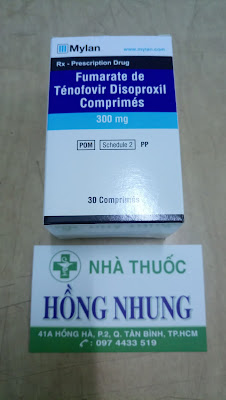 Mylan
www.mylan.com
Rx - Prescription Drug
Fumarate de
Ténofovir Disoproxil
Comprimés
300 mg
POM Schedule 2 PP
30 Comprimés
NHÀ THUỐC
HỒNG NHUNG
41A HỒNG HÀ, P.2, Q. TÂN BÌNH, TP.HCM
: 097 4433 519